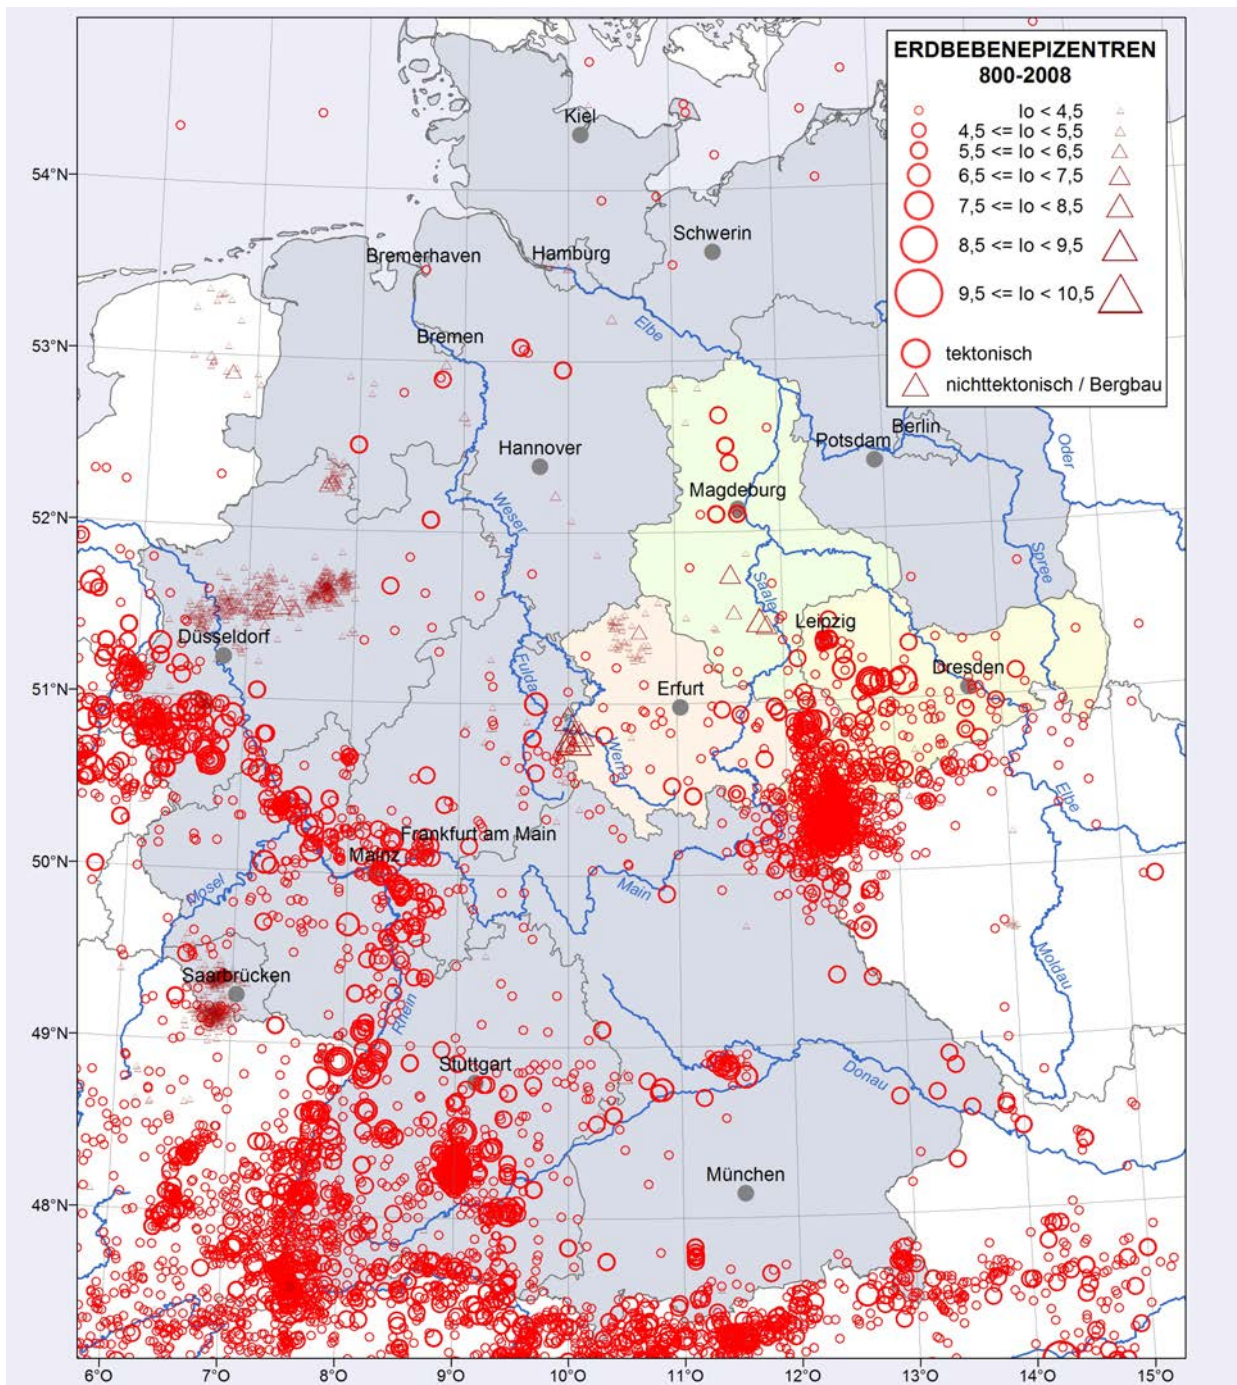 ERDBEBENEPIZENTREN
800-2008
Io < 4,5
4,5 <= Io < 5,5
5,5 <= Io < 6,5
6,5 <= Io < 7,5
7,5 <= Io < 8,5
8,5 <= Io < 9,5
9,5 <= Io < 10,5
tektonisch
nichttektonisch / Bergbau
Kiel
54°N
Schwerin
Hamburg
Bremerhaven
Elbe
53°N
Bremen
Berlin
Potsdam
Oder
Hannover
Magdeburg
Weser
52°N
Spree
Saale
Leipzig
Düsseldorf
Dresden
Fulda
51°N
Erfurt
Werra
Elbe
Frankfurt am Main
50°N
Mainz
Mosel
Main
Moldau
Saarbrücken
Rhein
49°N
Stuttgart
Donau
München
48°N
6°O
7°O
8°O
9°O
10°O
11°O
12°O
13°O
14°O
15°O